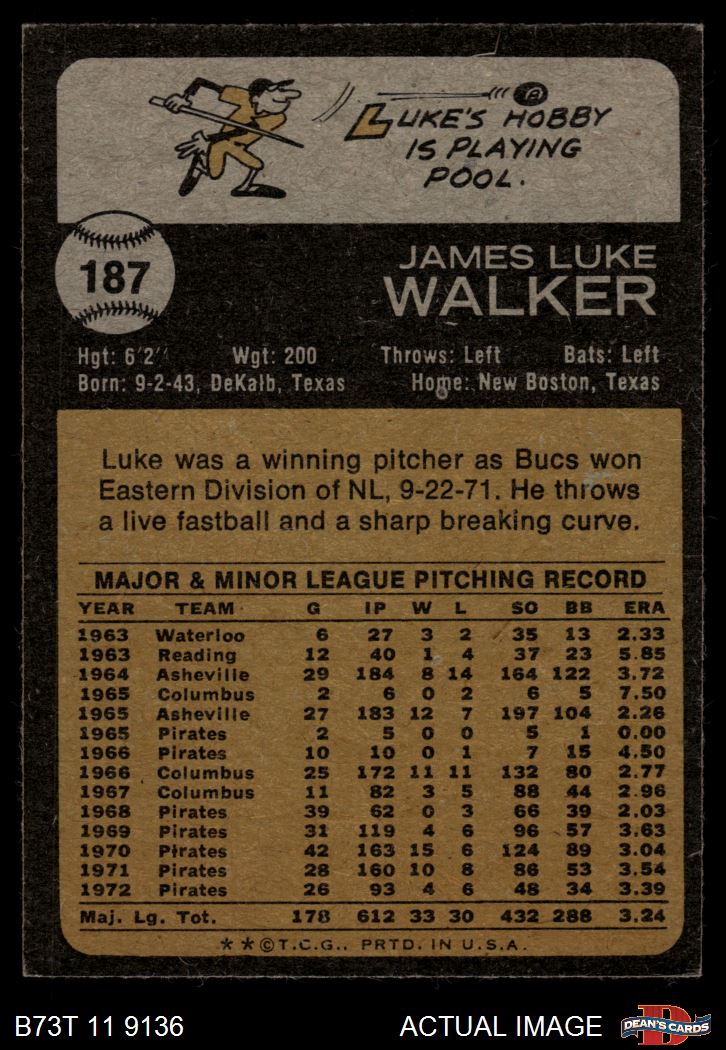 8
LUKE'S HOBBY
IS PLAYING
POOL.
187
JAMES LUKE
WALKER
Hgt: 6'2" Wgt: 200 Throws: Left Bats: Left
Born: 9-2-43, DeKalb, Texas Home: New Boston, Texas
Luke was a winning pitcher as Bucs won
Eastern Division of NL, 9-22-71. He throws
a live fastball and a sharp breaking curve.
MAJOR & MINOR LEAGUE PITCHING RECORD
YEAR TEAM G IP W L SO BB ERA
1963 Waterloo 6 27 3 2 35 13 2.33
1963 Reading 12 40 1 4 37 23 5.85
1964 Asheville 29 184 8 14 164 122 3.72
1965 Columbus 2 6 0 2 6 5 7.50
1965 Asheville 27 183 12 7 197 104 2.26
1965 Pirates 2 5 0 0 5 1 0.00
1966 Pirates 10 10 0 1 7 15 4.50
1966 Columbus 25 172 11 11 132 80 2.77
1967 Columbus 11 82 3 5 88 44 2.96
1968 Pirates 39 62 0 3 66 39 2.03
1969 Pirates 31 119 4 6 96 57 3.63
1970 Pirates 42 163 15 6 124 89 3.04
1971 Pirates 28 160 10 8 86 53 3.54
1972 Pirates 26 93 4 6 48 34 3.39
Maj. Lg. Tot. 178 612 33 30 432 288 3.24
**©T.C.G., PRTD. IN U.S.A.
B73T 11 9136 ACTUAL IMAGE D DEAN'S CARDS